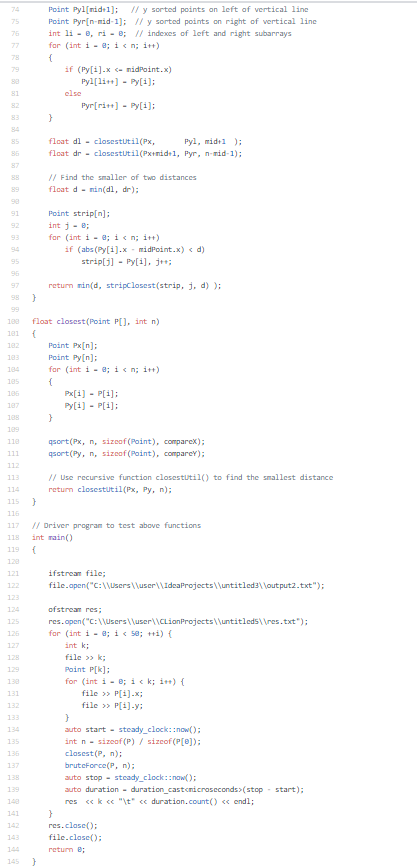 74 Point Pyl[mid+1];   // y sorted points on left of vertical line
75 Point Pyr[n-mid-1];  // y sorted points on right of vertical line
76 int li = 0, ri = 0;  // indexes of left and right subarrays
77 for (int i = 0; i < n; i++)
78 {
79     if (Py[i].x <= midPoint.x)
80         Pyl[li++] = Py[i];
81     else
82         Pyr[ri++] = Py[i];
83 }
84
85 float dl = closestUtil(Px,       Pyl, mid+1  );
86 float dr = closestUtil(Px+mid+1, Pyr, n-mid-1);
87
88 // Find the smaller of two distances
89 float d = min(dl, dr);
90
91 Point strip[n];
92 int j = 0;
93 for (int i = 0; i < n; i++)
94     if (abs(Py[i].x - midPoint.x) < d)
95         strip[j] = Py[i], j++;
96
97 return min(d, stripClosest(strip, j, d) );
98 }
99
100 float closest(Point P[], int n)
101 {
102     Point Px[n];
103     Point Py[n];
104     for (int i = 0; i < n; i++)
105     {
106         Px[i] = P[i];
107         Py[i] = P[i];
108     }
109
110     qsort(Px, n, sizeof(Point), compareX);
111     qsort(Py, n, sizeof(Point), compareY);
112
113     // Use recursive function closestUtil() to find the smallest distance
114     return closestUtil(Px, Py, n);
115 }
116
117 // Driver program to test above functions
118 int main()
119 {
120
121     ifstream file;
122     file.open("C:\\Users\\user\\IdeaProjects\\untitled3\\output2.txt");
123
124     ofstream res;
125     res.open("C:\\Users\\user\\CLionProjects\\untitled5\\res.txt");
126     for (int i = 0; i < 50; ++i) {
127         int k;
128         file >> k;
129         Point P[k];
130         for (int i = 0; i < k; i++) {
131             file >> P[i].x;
132             file >> P[i].y;
133         }
134         auto start = steady_clock::now();
135         int n = sizeof(P) / sizeof(P[0]);
136         closest(P, n);
137         bruteForce(P, n);
138         auto stop = steady_clock::now();
139         auto duration = duration_cast<microseconds>(stop - start);
140         res  << k << "\t" << duration.count() << endl;
141     }
142     res.close();
143     file.close();
144     return 0;
145 }